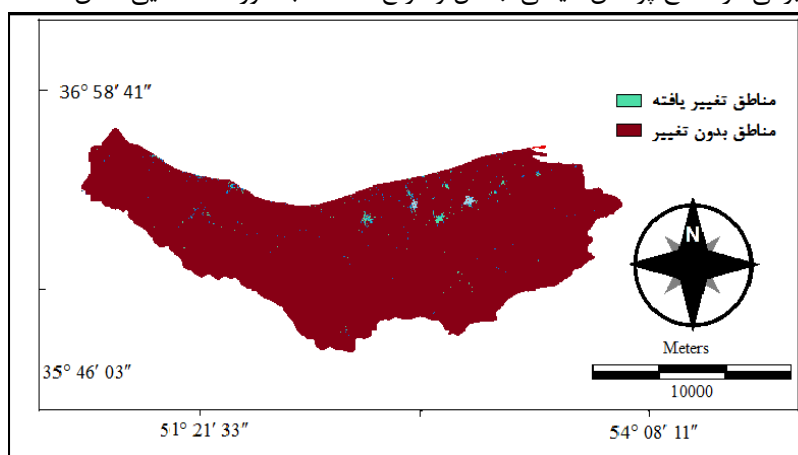 36° 58′ 41″
مناطق تغییر یافته
مناطق بدون تغییر
N
Meters
10000
35° 46′ 03″
51° 21′ 33″
54° 08′ 11″